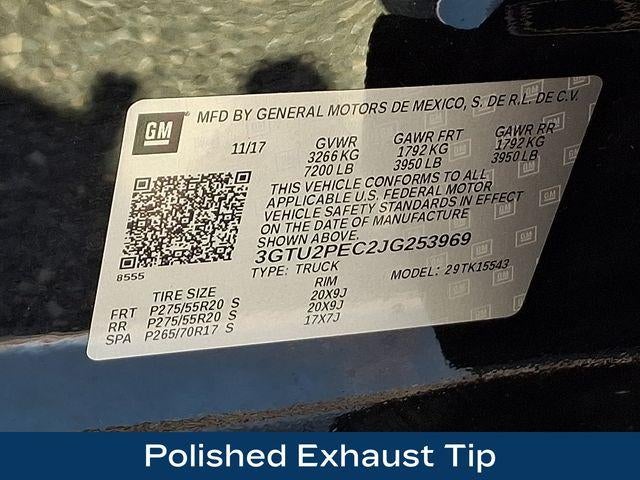 GM
MFD BY GENERAL MOTORS DE MEXICO, S. DE R.L. DE C.V.
11/17 GVWR GAWR FRT GAWR RR
3266 KG 1792 KG 1792 KG
7200 LB 3950 LB 3950 LB
THIS VEHICLE CONFORMS TO ALL
APPLICABLE U.S. FEDERAL MOTOR
VEHICLE SAFETY STANDARDS IN EFFECT
ON THE DATE OF MANUFACTURE
SHOWN ABOVE.
3GTU2PEC2JG253969
8555
TYPE: TRUCK MODEL: 29TK15543
TIRE SIZE RIM
FRT P275/55R20 S 20X9J
RR P275/55R20 S 20X9J
SPA P265/70R17 S 17X7J
Polished Exhaust Tip